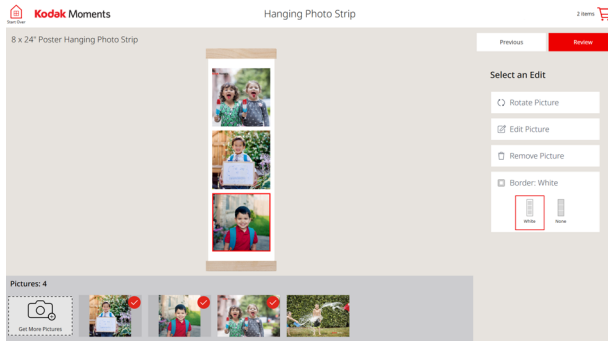 Start Over
Kodak Moments
Hanging Photo Strip
2 items
8 x 24" Poster Hanging Photo Strip
Previous
Review
Select an Edit
Rotate Picture
Edit Picture
Remove Picture
Border: White
White
None
Pictures: 4
Get More Pictures